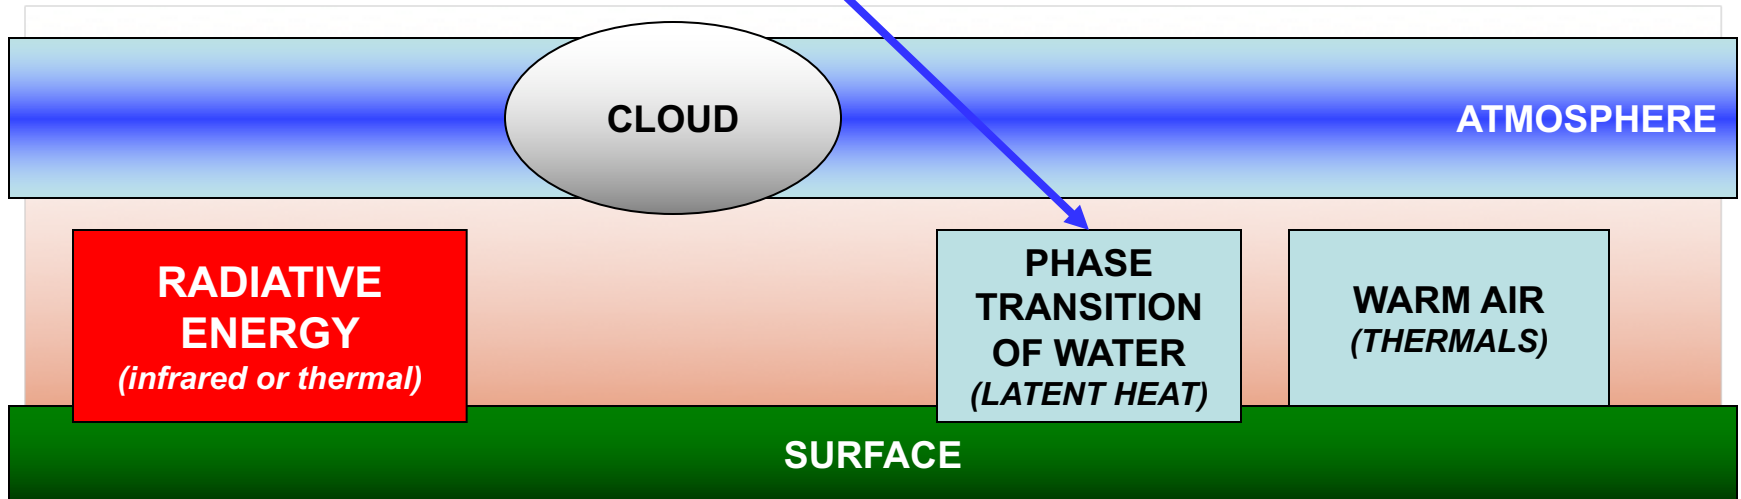 CLOUD
ATMOSPHERE
RADIATIVE
ENERGY
(infrared or thermal)
PHASE
TRANSITION
OF WATER
(LATENT HEAT)
WARM AIR
(THERMALS)
SURFACE